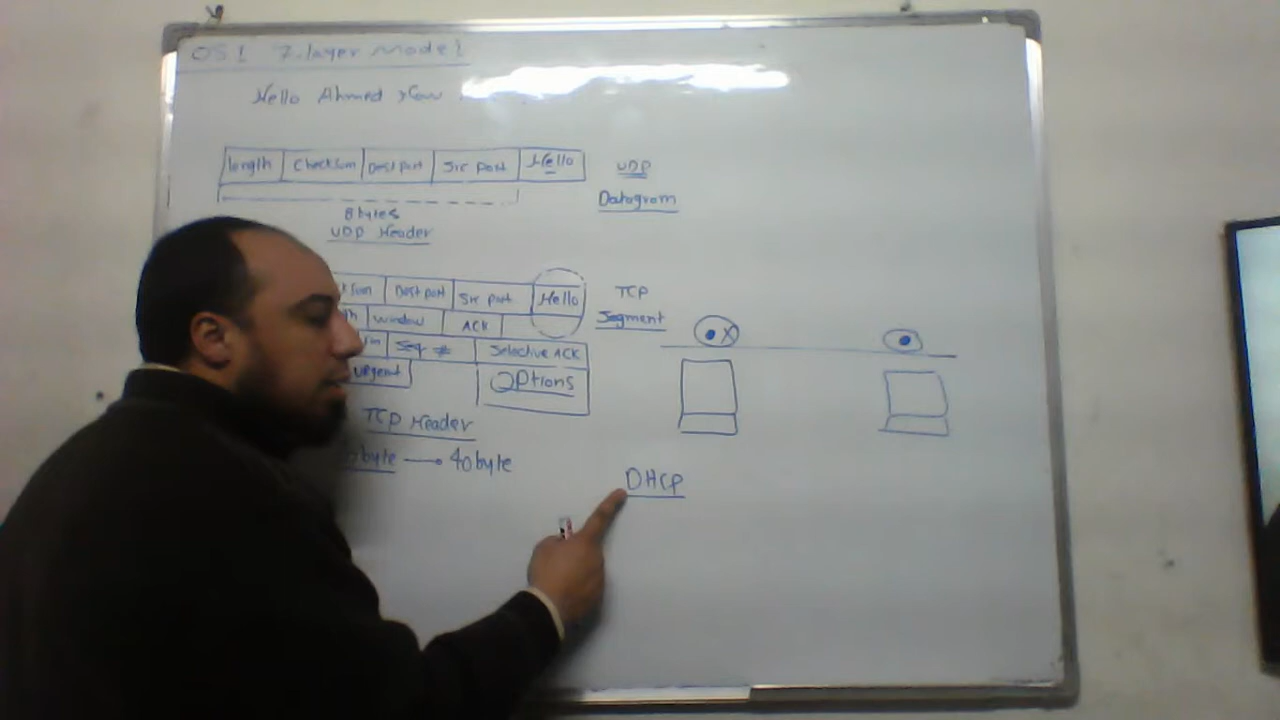 OSI 7-layer model
Hello Ahmed How
length Checksum Dest port Src port Hello UDP
Datagram
8 bytes
UDP Header
Dest port Src port Hello TCP
window ACK Segment
Seq # Selective ACK
urgent Options
TCP Header
byte → 40 byte
DHCP